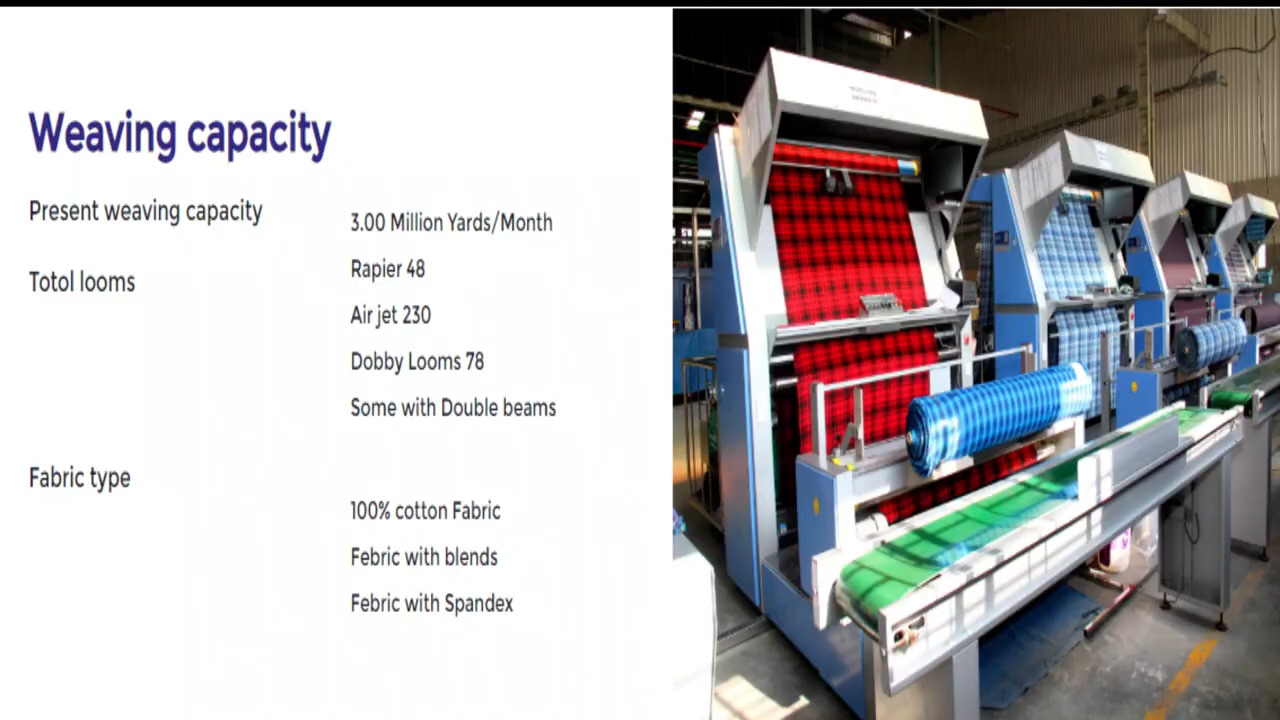 Weaving capacity
Present weaving capacity
3.00 Million Yards/Month
Totol looms
Rapier 48
Air jet 230
Dobby Looms 78
Some with Double beams
Fabric type
100% cotton Fabric
Febric with blends
Febric with Spandex